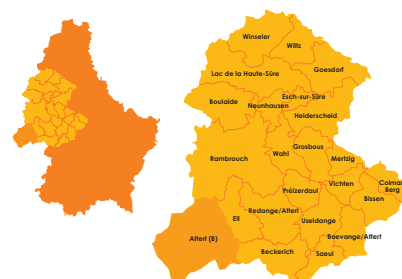 Winseler
Wiltz
Goesdorf
Lac de la Haute-Sûre
Esch-sur-Sûre
Boulaide
Neunhausen
Heiderscheid
Grosbous
Wahl
Mertzig
Rambrouch
Colmar
Berg
Vichten
Préizerdaul
Bissen
Redange/Attert
Ell
Useldange
Attert (B)
Boevange/Attert
Beckerich
Saeul